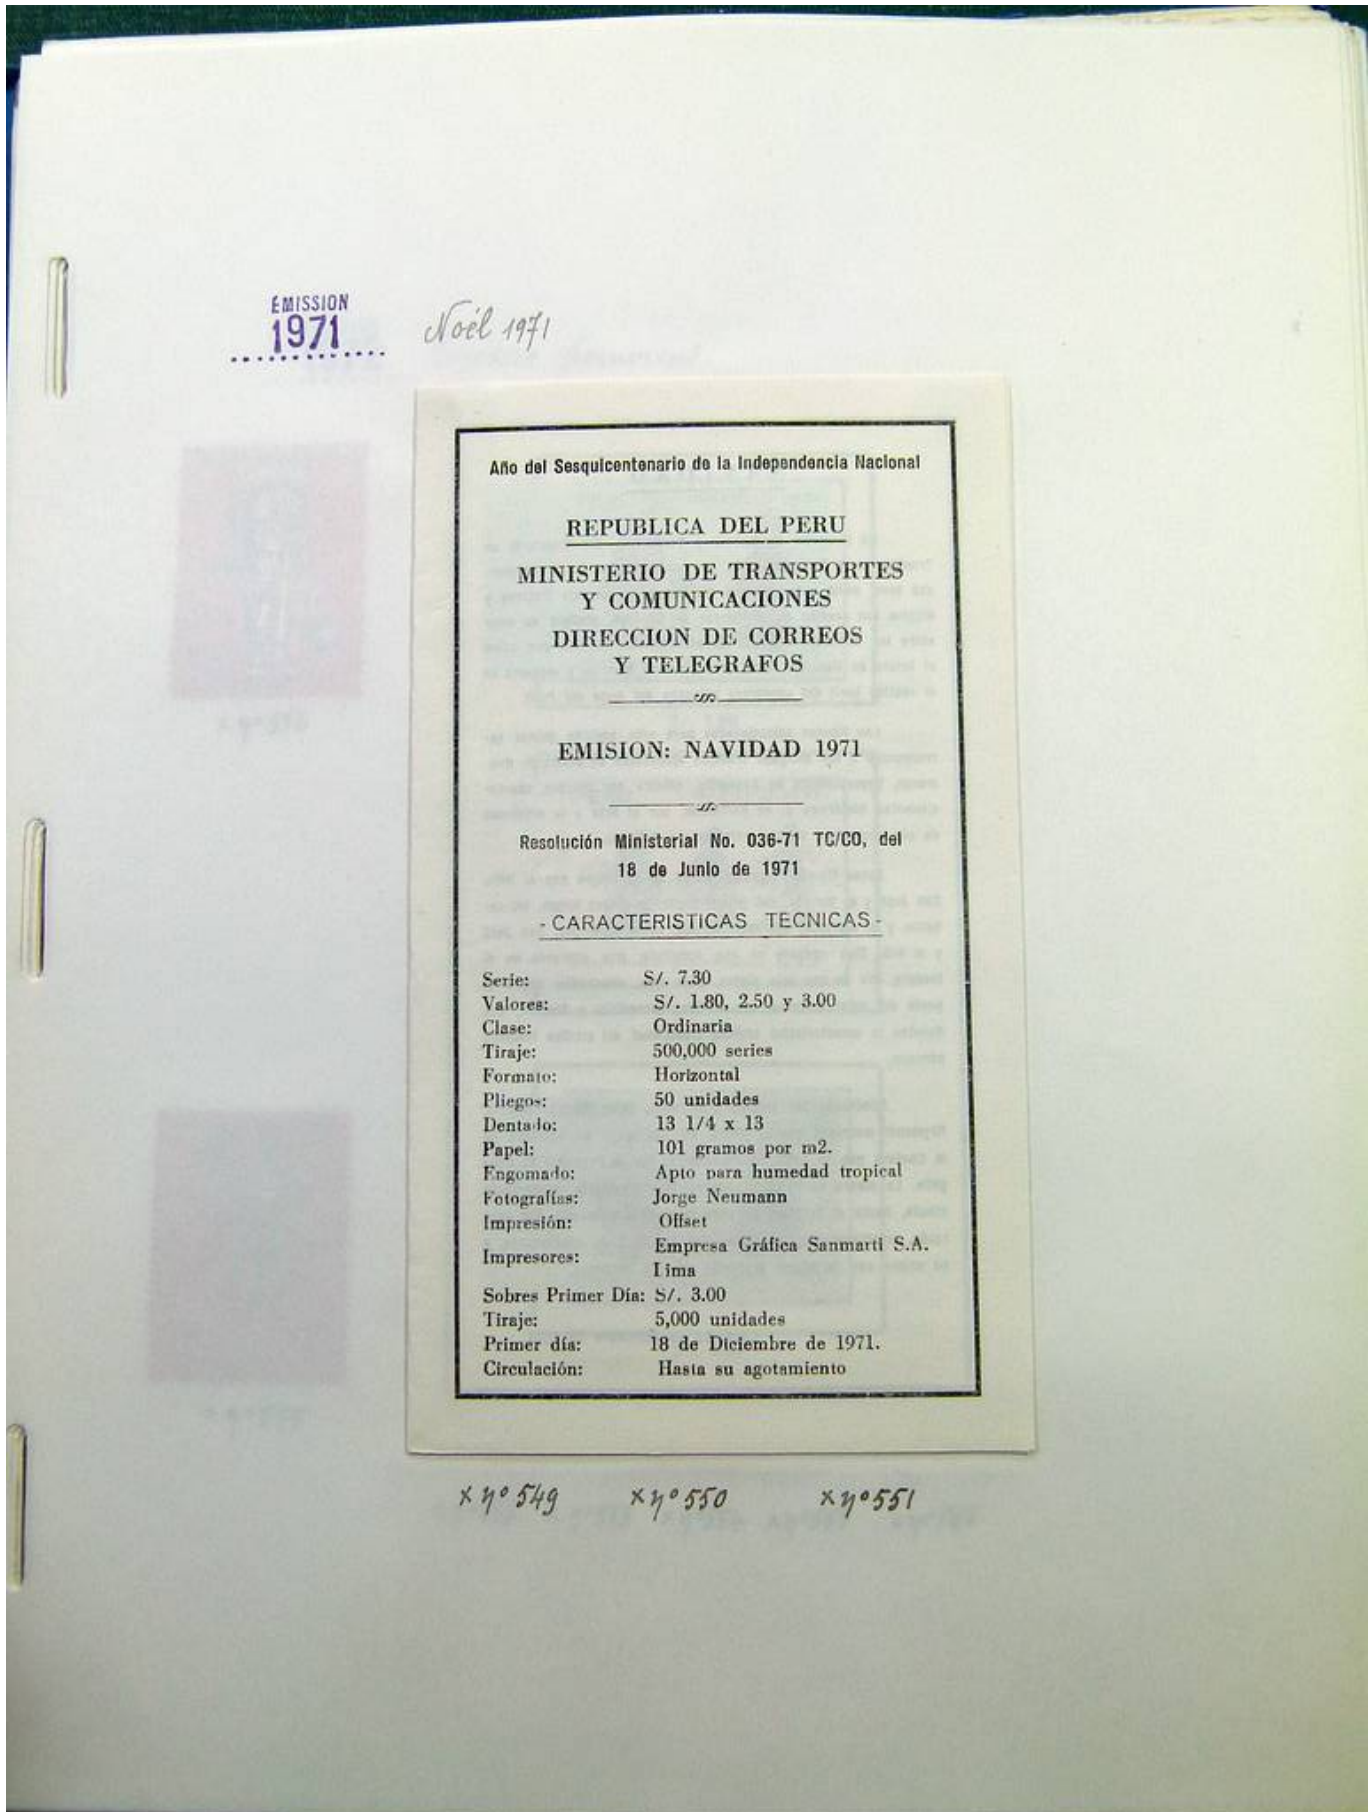 ÉMISSION
1971
Noél 1971
Año del Sesquicentenario de la Independencia Nacional
REPUBLICA DEL PERU
MINISTERIO DE TRANSPORTES
Y COMUNICACIONES
DIRECCION DE CORREOS
Y TELEGRAFOS
EMISION: NAVIDAD 1971
Resolución Ministerial No. 036-71 TC/CO, del
18 de Junio de 1971
- CARACTERISTICAS TECNICAS -
Serie: S/. 7.30
Valores: S/. 1.80, 2.50 y 3.00
Clase: Ordinaria
Tiraje: 500,000 series
Formato: Horizontal
Pliegos: 50 unidades
Dentado: 13 1/4 x 13
Papel: 101 gramos por m2.
Engomado: Apto para humedad tropical
Fotografías: Jorge Neumann
Impresión: Offset
Impresores: Empresa Gráfica Sanmarti S.A.
Lima
Sobres Primer Día: S/. 3.00
Tiraje: 5,000 unidades
Primer día: 18 de Diciembre de 1971.
Circulación: Hasta su agotamiento
x nº 549 x nº 550 x nº 551